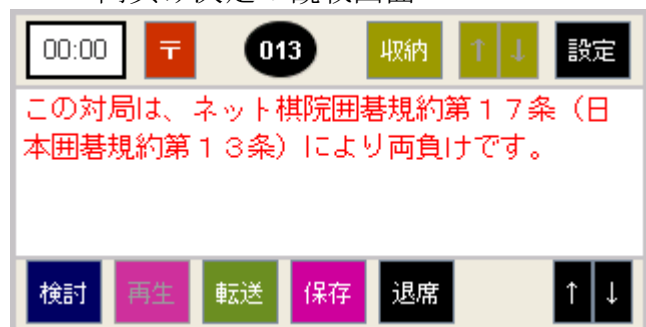 00:00 〒 013 収納 ↑ ↓ 設定
この対局は、ネット棋院囲碁規約第１７条（日
本囲碁規約第１３条）により両負けです。
検討 再生 転送 保存 退席 ↑ ↓